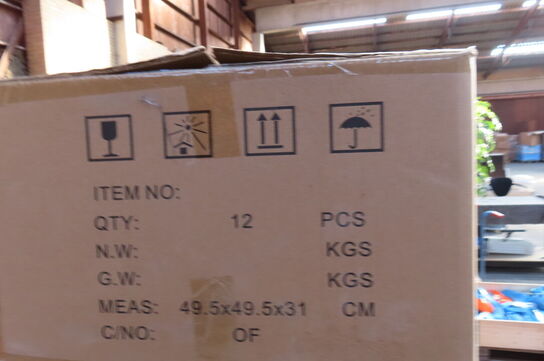 ITEM NO:
QTY: 12 PCS
N.W: KGS
G.W: KGS
MEAS: 49.5x49.5x31 CM
C/NO: OF